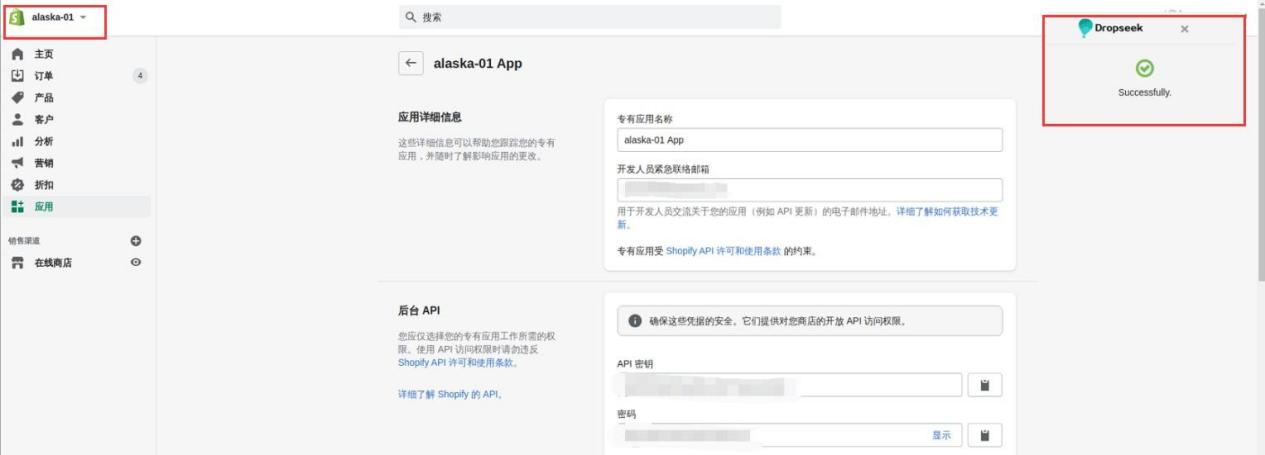 alaska-01
搜索
Dropseek
Successfully.
主页
订单
4
产品
客户
分析
营销
折扣
应用
销售渠道
在线商店
alaska-01 App
应用详细信息
这些详细信息可以帮助您跟踪您的专有
应用，并随时了解影响应用的更改。
专有应用名称
alaska-01 App
开发人员紧急联络邮箱
用于开发人员交流关于您的应用（例如 API 更新）的电子邮件地址。详细了解如何获取技术更
新。
专有应用受 Shopify API 许可和使用条款 的约束。
后台 API
您应仅选择您的专有应用工作所需的权
限。使用 API 访问权限时请勿违反
Shopify API 许可和使用条款。
详细了解 Shopify 的 API。
确保这些凭据的安全。它们提供对您商店的开放 API 访问权限。
API 密钥
密码
显示